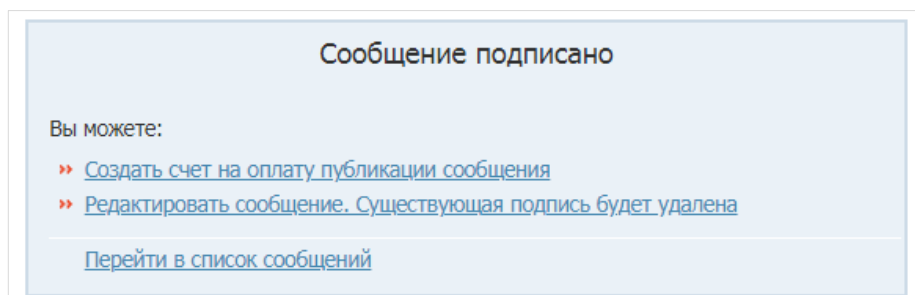 Сообщение подписано
Вы можете:
Создать счет на оплату публикации сообщения
Редактировать сообщение. Существующая подпись будет удалена
Перейти в список сообщений